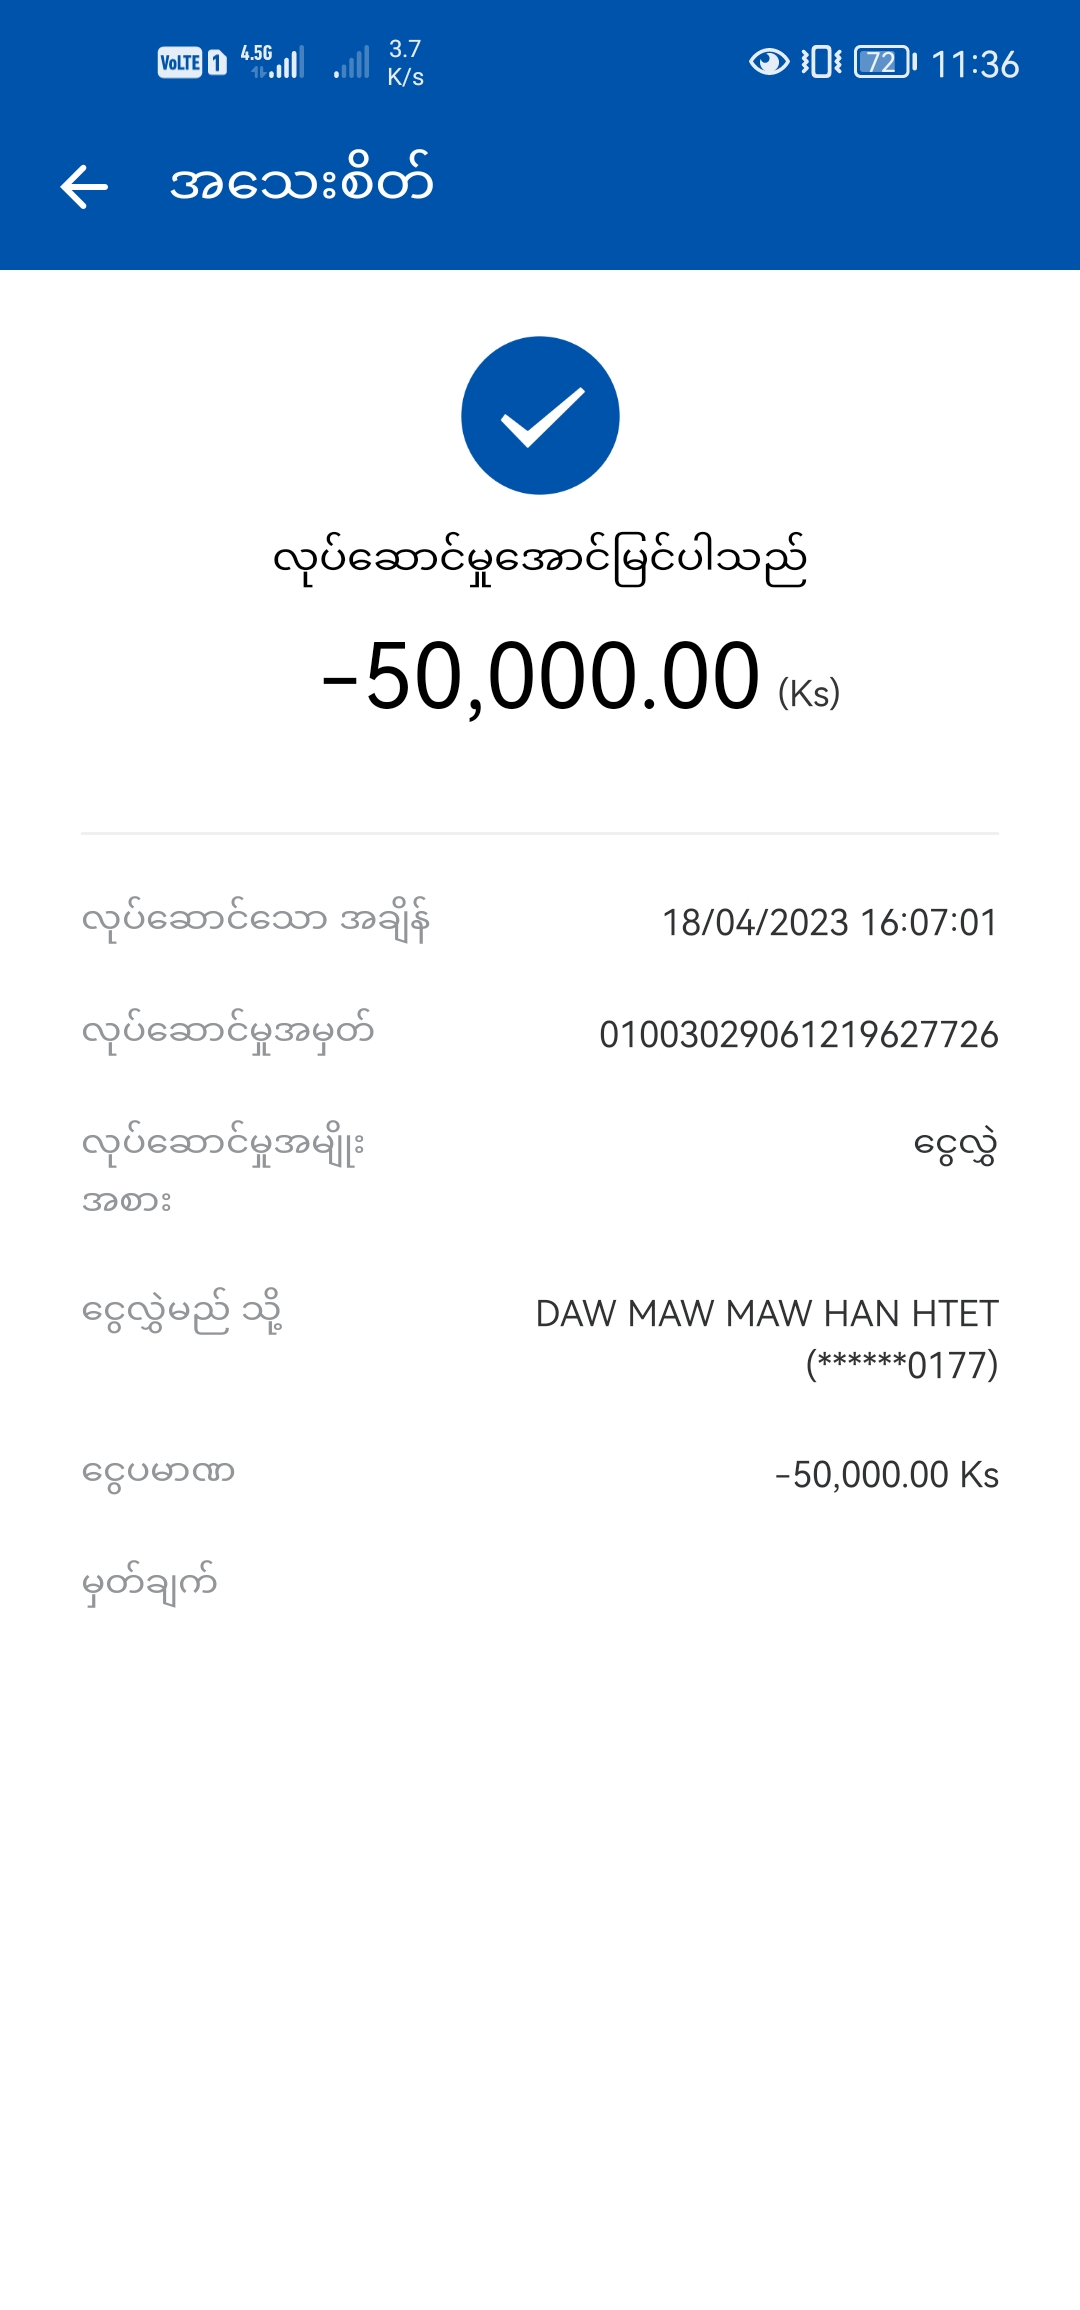 VoLTE 1 4.5G 3.7 K/s 72 11:36
အသေးစိတ်
လုပ်ဆောင်မှုအောင်မြင်ပါသည်
-50,000.00 (Ks)
လုပ်ဆောင်သော အချိန် 18/04/2023 16:07:01
လုပ်ဆောင်မှုအမှတ် 01003029061219627726
လုပ်ဆောင်မှုအမျိုး ငွေလွှဲ
အစား
ငွေလွှဲမည် သို့ DAW MAW MAW HAN HTET
(******0177)
ငွေပမာဏ -50,000.00 Ks
မှတ်ချက်